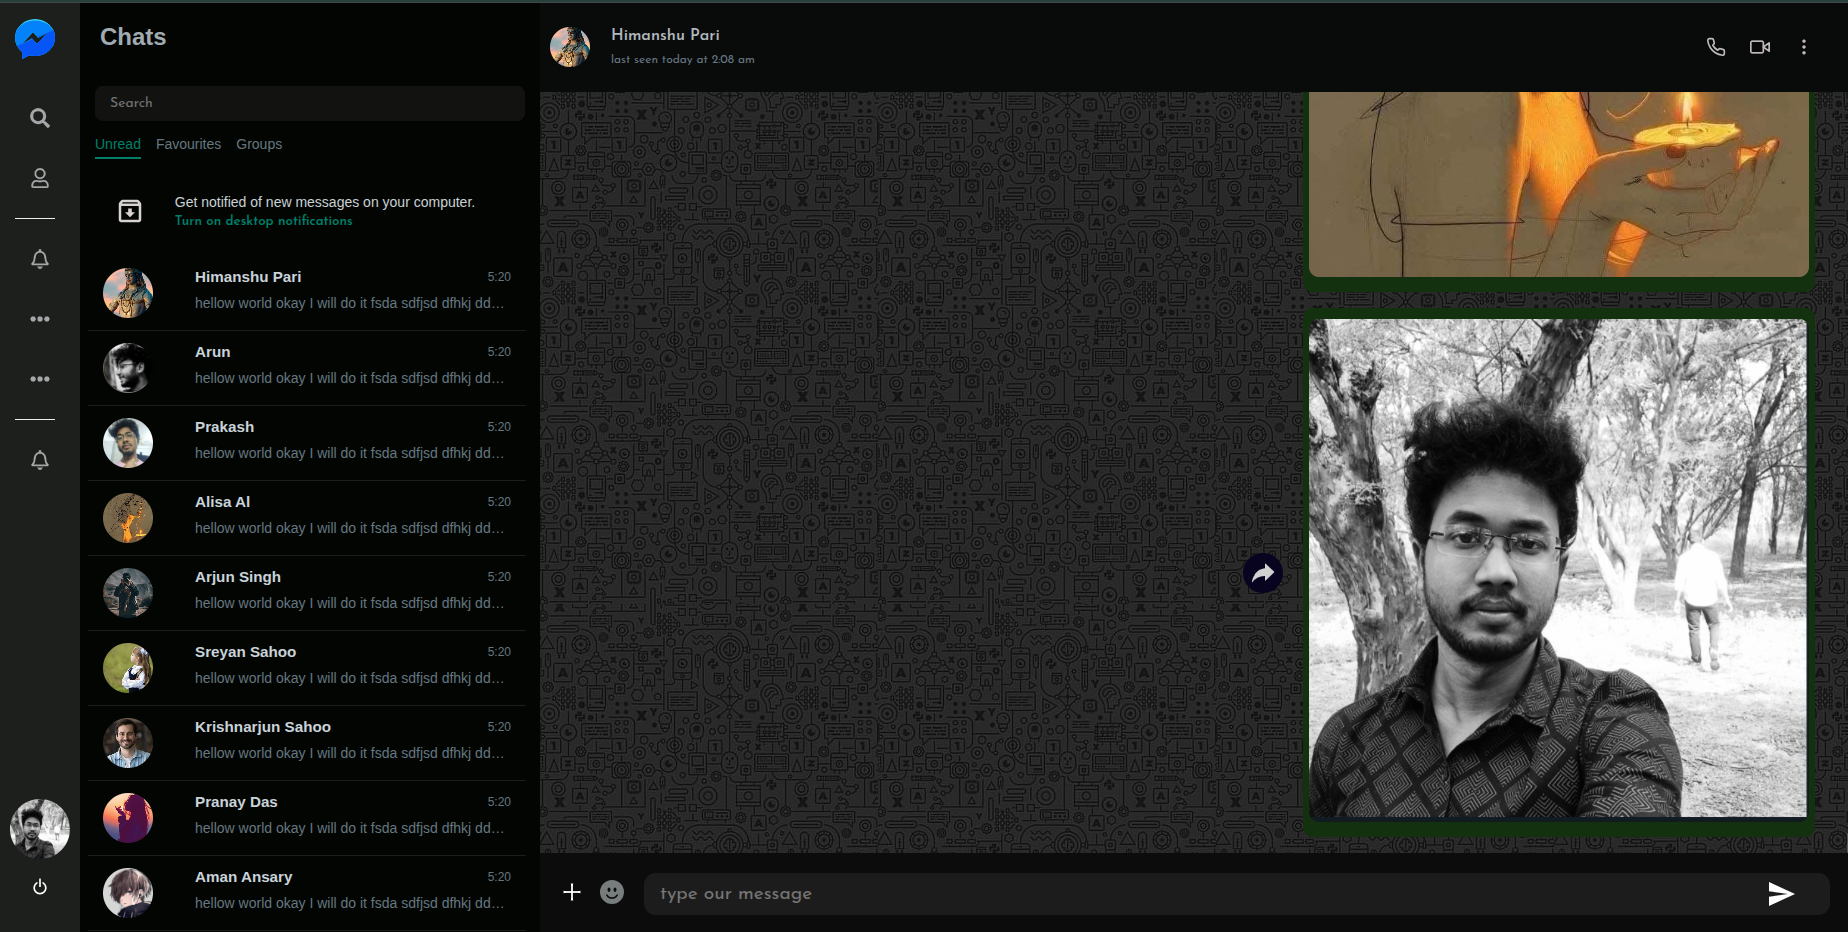 Chats
Search
Unread Favourites Groups
Get notified of new messages on your computer.
Turn on desktop notifications
Himanshu Pari 5:20
hellow world okay I will do it fsda sdfjsd dfhkj dd...
Arun 5:20
hellow world okay I will do it fsda sdfjsd dfhkj dd...
Prakash 5:20
hellow world okay I will do it fsda sdfjsd dfhkj dd...
Alisa Al 5:20
hellow world okay I will do it fsda sdfjsd dfhkj dd...
Arjun Singh 5:20
hellow world okay I will do it fsda sdfjsd dfhkj dd...
Sreyan Sahoo 5:20
hellow world okay I will do it fsda sdfjsd dfhkj dd...
Krishnarjun Sahoo 5:20
hellow world okay I will do it fsda sdfjsd dfhkj dd...
Pranay Das 5:20
hellow world okay I will do it fsda sdfjsd dfhkj dd...
Aman Ansary 5:20
hellow world okay I will do it fsda sdfjsd dfhkj dd...
Himanshu Pari
last seen today at 2:08 am
type our message